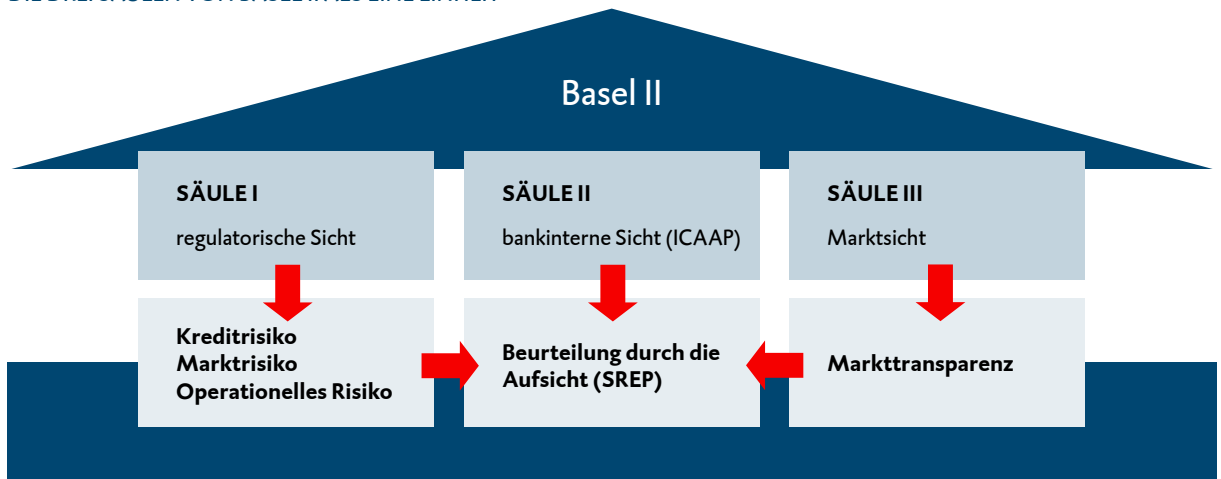 Basel II
SÄULE I
regulatorische Sicht
SÄULE II
bankinterne Sicht (ICAAP)
SÄULE III
Marktsicht
Kreditrisiko
Marktrisiko
Operationelles Risiko
Beurteilung durch die
Aufsicht (SREP)
Markttransparenz